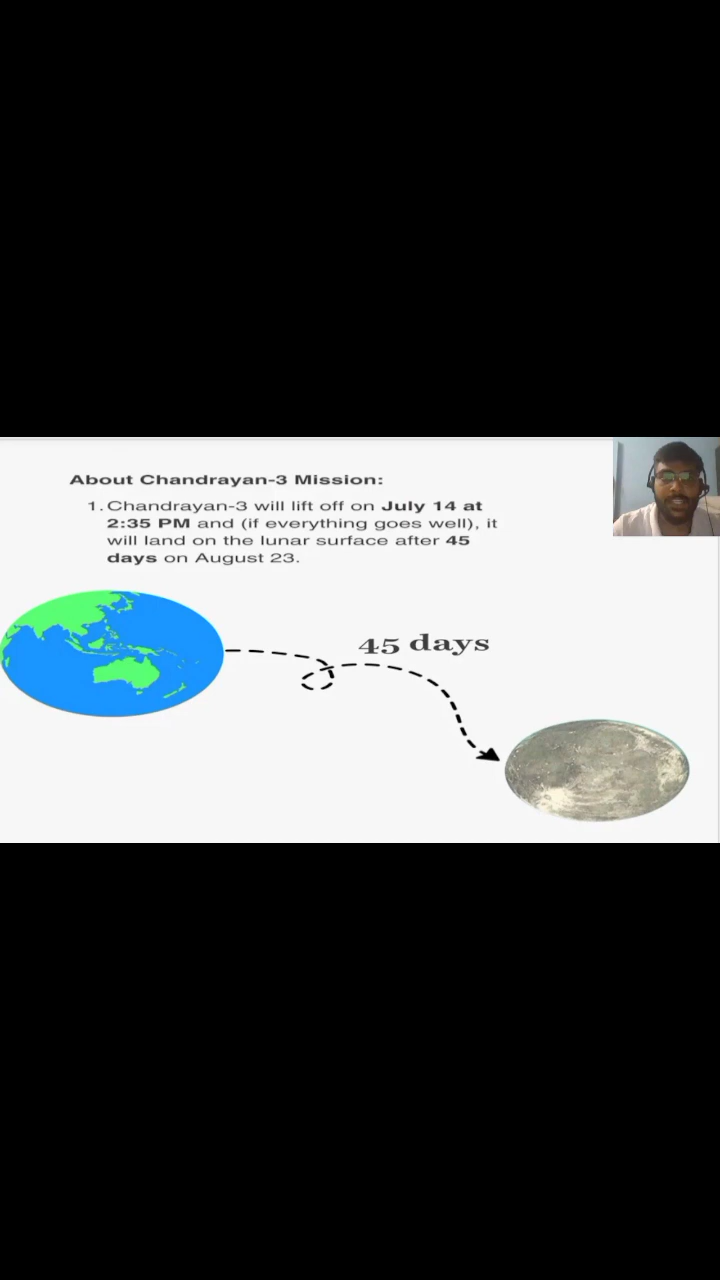 About Chandrayan-3 Mission:
1. Chandrayan-3 will lift off on July 14 at
2:35 PM and (if everything goes well), it
will land on the lunar surface after 45
days on August 23.
45 days